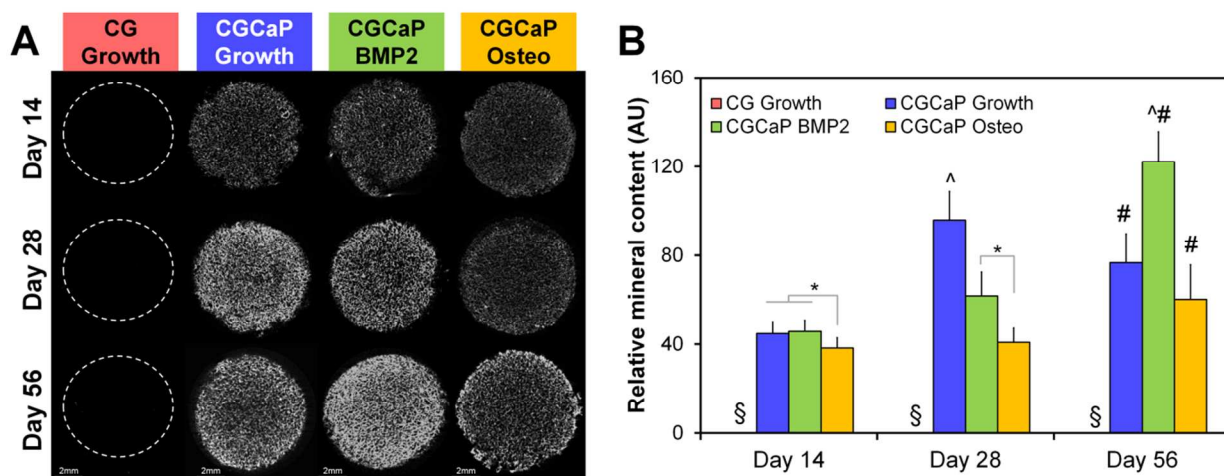 A
CG
Growth
CGCaP
Growth
CGCaP
BMP2
CGCaP
Osteo
Day 14
Day 28
Day 56
2mm
2mm
2mm
2mm
B
Relative mineral content (AU)
160
120
80
40
0
CG Growth
CGCaP Growth
CGCaP BMP2
CGCaP Osteo
§
*
§
^
*
§
#
^#
#
Day 14
Day 28
Day 56